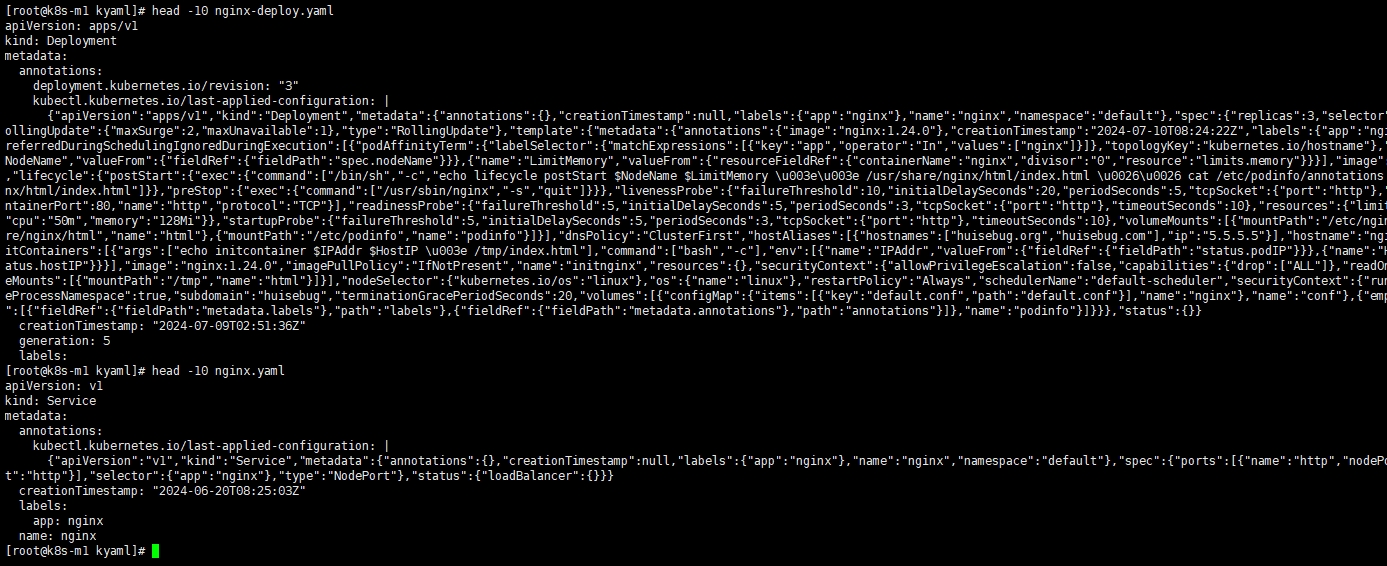 [root@k8s-m1 kyaml]# head -10 nginx-deploy.yaml
apiVersion: apps/v1
kind: Deployment
metadata:
  annotations:
    deployment.kubernetes.io/revision: "3"
    kubectl.kubernetes.io/last-applied-configuration: |
      {"apiVersion":"apps/v1","kind":"Deployment","metadata":{"annotations":{},"creationTimestamp":null,"labels":{"app":"nginx"},"name":"nginx","namespace":"default"},"spec":{"replicas":3,"selector"
ollingUpdate":{"maxSurge":2,"maxUnavailable":1},"type":"RollingUpdate"},"template":{"metadata":{"annotations":{"image":"nginx:1.24.0"},"creationTimestamp":"2024-07-10T08:24:22Z","labels":{"app":"ng
referredDuringSchedulingIgnoredDuringExecution":[{"podAffinityTerm":{"labelSelector":{"matchExpressions":[{"key":"app","operator":"In","values":["nginx"]}]},"topologyKey":"kubernetes.io/hostname"},"
NodeName","valueFrom":{"fieldRef":{"fieldPath":"spec.nodeName"}}},{"name":"LimitMemory","valueFrom":{"resourceFieldRef":{"containerName":"nginx","divisor":"0","resource":"limits.memory"}}}],"image":
,"lifecycle":{"postStart":{"exec":{"command":["/bin/sh","-c","echo lifecycle postStart $NodeName $LimitMemory \u003e\u003e /usr/share/nginx/html/index.html \u0026\u0026 cat /etc/podinfo/annotations
nx/html/index.html"]}},"preStop":{"exec":{"command":["/usr/sbin/nginx","-s","quit"]}}},"livenessProbe":{"failureThreshold":10,"initialDelaySeconds":20,"periodSeconds":5,"tcpSocket":{"port":"http"},"
ntainerPort":80,"name":"http","protocol":"TCP"}],"readinessProbe":{"failureThreshold":5,"initialDelaySeconds":5,"periodSeconds":3,"tcpSocket":{"port":"http"},"timeoutSeconds":10},"resources":{"limit
"cpu":"50m","memory":"128Mi"}},"startupProbe":{"failureThreshold":5,"initialDelaySeconds":5,"periodSeconds":3,"tcpSocket":{"port":"http"},"timeoutSeconds":10},"volumeMounts":[{"mountPath":"/etc/ngin
re/nginx/html","name":"html"},{"mountPath":"/etc/podinfo","name":"podinfo"}]}],"dnsPolicy":"ClusterFirst","hostAliases":[{"hostnames":["huisebug.org","huisebug.com"],"ip":"5.5.5.5"}],"hostname":"ngi
itContainers":[{"args":["echo initcontainer $IPAddr $HostIP \u003e /tmp/index.html"],"command":["bash","-c"],"env":[{"name":"IPAddr","valueFrom":{"fieldRef":{"fieldPath":"status.podIP"}}},{"name":"H
atus.hostIP"}}}],"image":"nginx:1.24.0","imagePullPolicy":"IfNotPresent","name":"initnginx","resources":{},"securityContext":{"allowPrivilegeEscalation":false,"capabilities":{"drop":["ALL"]},"readOn
eMounts":[{"mountPath":"/tmp","name":"html"}]}],"nodeSelector":{"kubernetes.io/os":"linux"},"os":{"name":"linux"},"restartPolicy":"Always","schedulerName":"default-scheduler","securityContext":{"run
eProcessNamespace":true,"subdomain":"huisebug","terminationGracePeriodSeconds":20,"volumes":[{"configMap":{"items":[{"key":"default.conf","path":"default.conf"}],"name":"nginx"},"name":"conf"},{"emp
":[{"fieldRef":{"fieldPath":"metadata.labels"},"path":"labels"},{"fieldRef":{"fieldPath":"metadata.annotations"},"path":"annotations"}]},"name":"podinfo"}]}}},"status":{}}
  creationTimestamp: "2024-07-09T02:51:36Z"
  generation: 5
  labels:
[root@k8s-m1 kyaml]# head -10 nginx.yaml
apiVersion: v1
kind: Service
metadata:
  annotations:
    kubectl.kubernetes.io/last-applied-configuration: |
      {"apiVersion":"v1","kind":"Service","metadata":{"annotations":{},"creationTimestamp":null,"labels":{"app":"nginx"},"name":"nginx","namespace":"default"},"spec":{"ports":[{"name":"http","nodePo
t":"http"}],"selector":{"app":"nginx"},"type":"NodePort"},"status":{"loadBalancer":{}}}
  creationTimestamp: "2024-06-20T08:25:03Z"
  labels:
    app: nginx
  name: nginx
[root@k8s-m1 kyaml]#